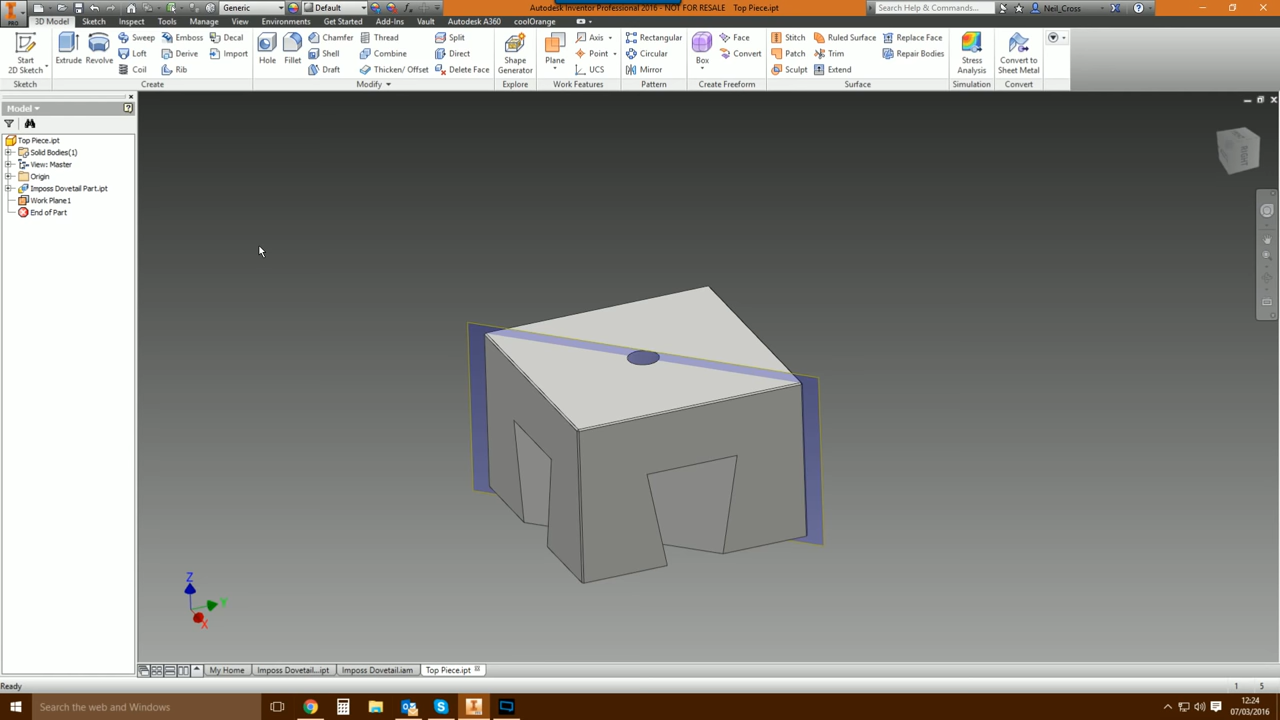 Generic
Default
Autodesk Inventor Professional 2016 - NOT FOR RESALE Top Piece.ipt
Search Help & Commands...
Neil_Cross
PRO
3D Model Sketch Inspect Tools Manage View Environments Get Started Add-Ins Vault Autodesk A360 coolOrange
Start
2D Sketch
Extrude Revolve
Sweep Emboss Decal
Loft Derive Import
Coil Rib
Hole Fillet
Chamfer Thread Split
Shell Combine Direct
Draft Thicken/ Offset Delete Face
Shape
Generator
Plane
Axis
Point
UCS
Rectangular
Circular
Mirror
Box
Face
Convert
Stitch Ruled Surface Replace Face
Patch Trim Repair Bodies
Sculpt Extend
Stress
Analysis
Convert to
Sheet Metal
Sketch Create Modify Explore Work Features Pattern Create Freeform Surface Simulation Convert
Model
Top Piece.ipt
Solid Bodies(1)
View: Master
Origin
Imposs Dovetail Part.ipt
Work Plane1
End of Part
RIGHT
Z
Y
X
My Home Imposs Dovetail...ipt Imposs Dovetail.iam Top Piece.ipt
Ready
1 5
Search the web and Windows
12:24
07/03/2016